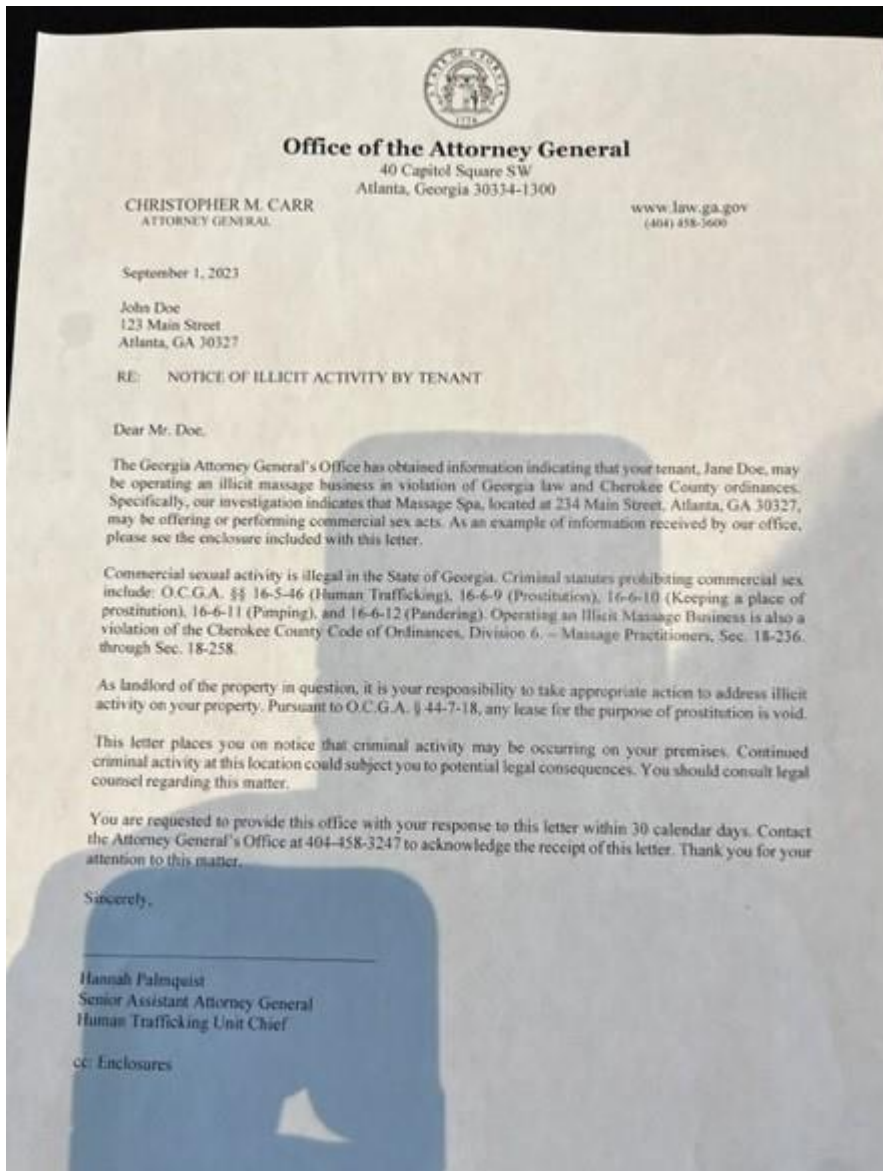 STATE OF GEORGIA
1776
Office of the Attorney General
40 Capitol Square SW
Atlanta, Georgia 30334-1300
CHRISTOPHER M. CARR
ATTORNEY GENERAL
www.law.ga.gov
(404) 458-3600
September 1, 2023
John Doe
123 Main Street
Atlanta, GA 30327
RE: NOTICE OF ILLICIT ACTIVITY BY TENANT
Dear Mr. Doe,
The Georgia Attorney General's Office has obtained information indicating that your tenant, Jane Doe, may
be operating an illicit massage business in violation of Georgia law and Cherokee County ordinances.
Specifically, our investigation indicates that Massage Spa, located at 234 Main Street, Atlanta, GA 30327,
may be offering or performing commercial sex acts. As an example of information received by our office,
please see the enclosure included with this letter.
Commercial sexual activity is illegal in the State of Georgia. Criminal statutes prohibiting commercial sex
include: O.C.G.A. §§ 16-5-46 (Human Trafficking), 16-6-9 (Prostitution), 16-6-10 (Keeping a place of
prostitution), 16-6-11 (Pimping), and 16-6-12 (Pandering). Operating an Illicit Massage Business is also a
violation of the Cherokee County Code of Ordinances, Division 6. – Massage Practitioners, Sec. 18-236.
through Sec. 18-258.
As landlord of the property in question, it is your responsibility to take appropriate action to address illicit
activity on your property. Pursuant to O.C.G.A. § 44-7-18, any lease for the purpose of prostitution is void.
This letter places you on notice that criminal activity may be occurring on your premises. Continued
criminal activity at this location could subject you to potential legal consequences. You should consult legal
counsel regarding this matter.
You are requested to provide this office with your response to this letter within 30 calendar days. Contact
the Attorney General's Office at 404-458-3247 to acknowledge the receipt of this letter. Thank you for your
attention to this matter.
Sincerely,
Hannah Palmquist
Senior Assistant Attorney General
Human Trafficking Unit Chief
cc: Enclosures